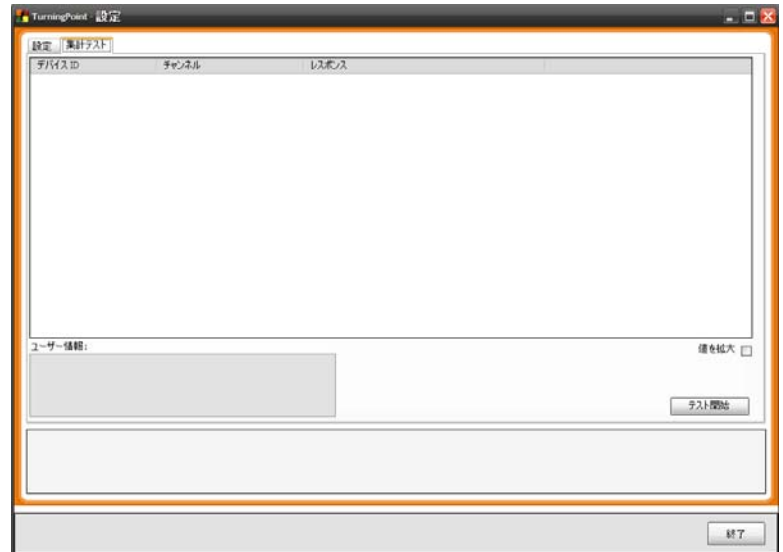 TurningPoint - 設定
設定 集計テスト
デバイス ID チャンネル レスポンス
ユーザー情報:
値を拡大
テスト開始
終了